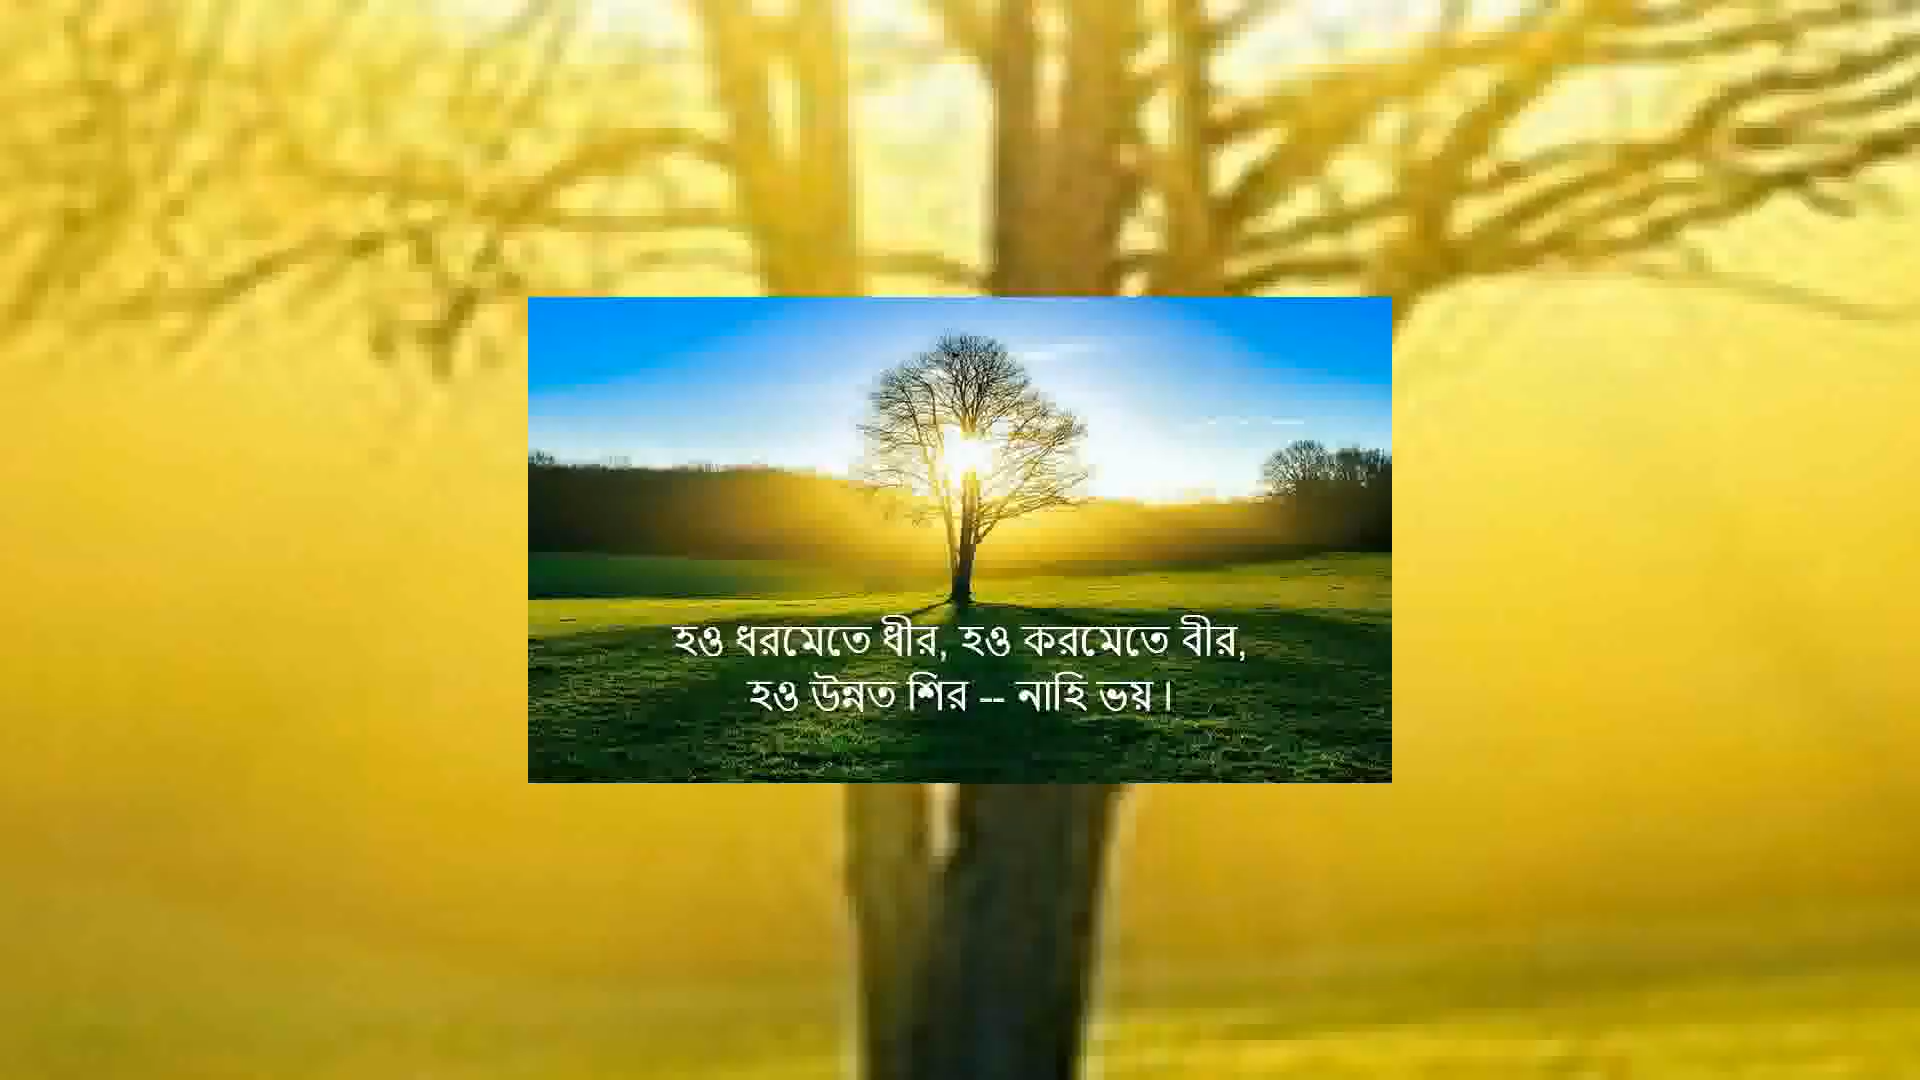 হও ধরমেতে ধীর, হও করমেতে বীর,
হও উন্নত শির -- নাহি ভয়।